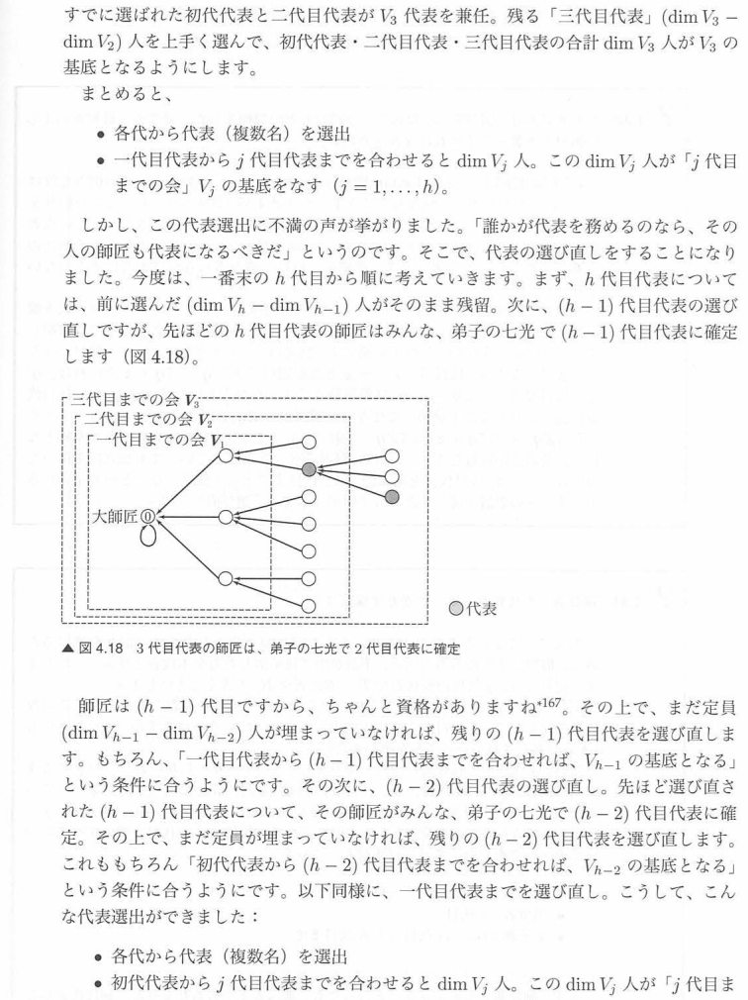 すでに選ばれた初代代表と二代目代表が V₃ 代表を兼任。残る「三代目代表」(dim V₃ −
dim V₂) 人を上手く選んで、初代代表・二代目代表・三代目代表の合計 dim V₃ 人が V₃ の
基底となるようにします。
まとめると、
• 各代から代表（複数名）を選出
• 一代目代表から j 代目代表までを合わせると dim Vⱼ 人。この dim Vⱼ 人が「j 代目
までの会」Vⱼ の基底をなす (j = 1, . . . , h)。
しかし、この代表選出に不満の声が挙がりました。「誰かが代表を務めるのなら、その
人の師匠も代表になるべきだ」というのです。そこで、代表の選び直しをすることになり
ました。今度は、一番末の h 代目から順に考えていきます。まず、h 代目代表について
は、前に選んだ (dim V_h − dim V_{h−1}) 人がそのまま残留。次に、(h − 1) 代目代表の選び
直しですが、先ほどの h 代目代表の師匠はみんな、弟子の七光で (h − 1) 代目代表に確定
します（図 4.18）。
三代目までの会 V₃
二代目までの会 V₂
一代目までの会 V₁
大師匠 0
代表
▲ 図 4.18 3 代目代表の師匠は、弟子の七光で 2 代目代表に確定
師匠は (h − 1) 代目ですから、ちゃんと資格がありますね*167。その上で、まだ定員
(dim V_{h−1} − dim V_{h−2}) 人が埋まっていなければ、残りの (h − 1) 代目代表を選び直しま
す。もちろん、「一代目代表から (h − 1) 代目代表までを合わせれば、V_{h−1} の基底となる」
という条件に合うようにです。その次に、(h − 2) 代目代表の選び直し。先ほど選び直さ
れた (h − 1) 代目代表について、その師匠がみんな、弟子の七光で (h − 2) 代目代表に確
定。その上で、まだ定員が埋まっていなければ、残りの (h − 2) 代目代表を選び直します。
これももちろん「初代代表から (h − 2) 代目代表までを合わせれば、V_{h−2} の基底となる」
という条件に合うようにです。以下同様に、一代目代表までを選び直し。こうして、こん
な代表選出ができました：
• 各代から代表（複数名）を選出
• 初代代表から j 代目代表までを合わせると dim Vⱼ 人。この dim Vⱼ 人が「j 代目ま